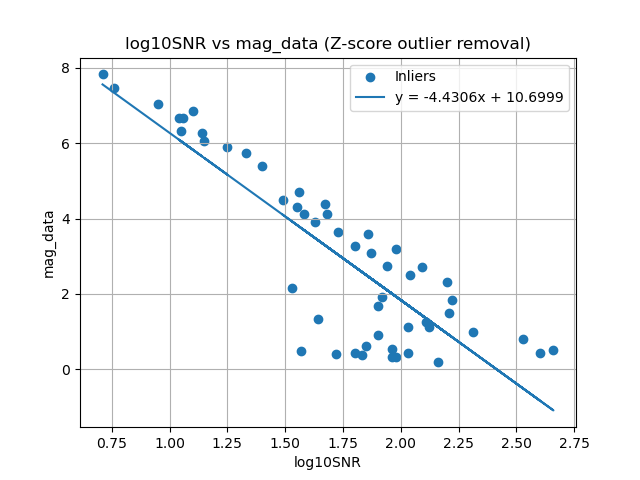 log10SNR vs mag_data (Z-score outlier removal)
Inliers
y = -4.4306x + 10.6999
mag_data
8
6
4
2
0
0.75 1.00 1.25 1.50 1.75 2.00 2.25 2.50 2.75
log10SNR